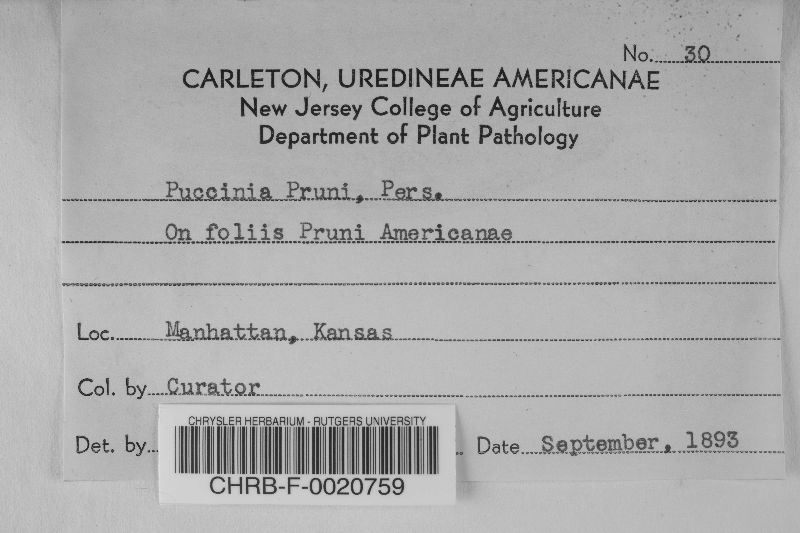 No. 30
CARLETON, UREDINEAE AMERICANAE
New Jersey College of Agriculture
Department of Plant Pathology
Puccinia Pruni, Pers.
On foliis Pruni Americanae
Loc. Manhattan, Kansas
Col. by Curator
Det. by Date September, 1893
CHRYSLER HERBARIUM - RUTGERS UNIVERSITY
CHRB-F-0020759